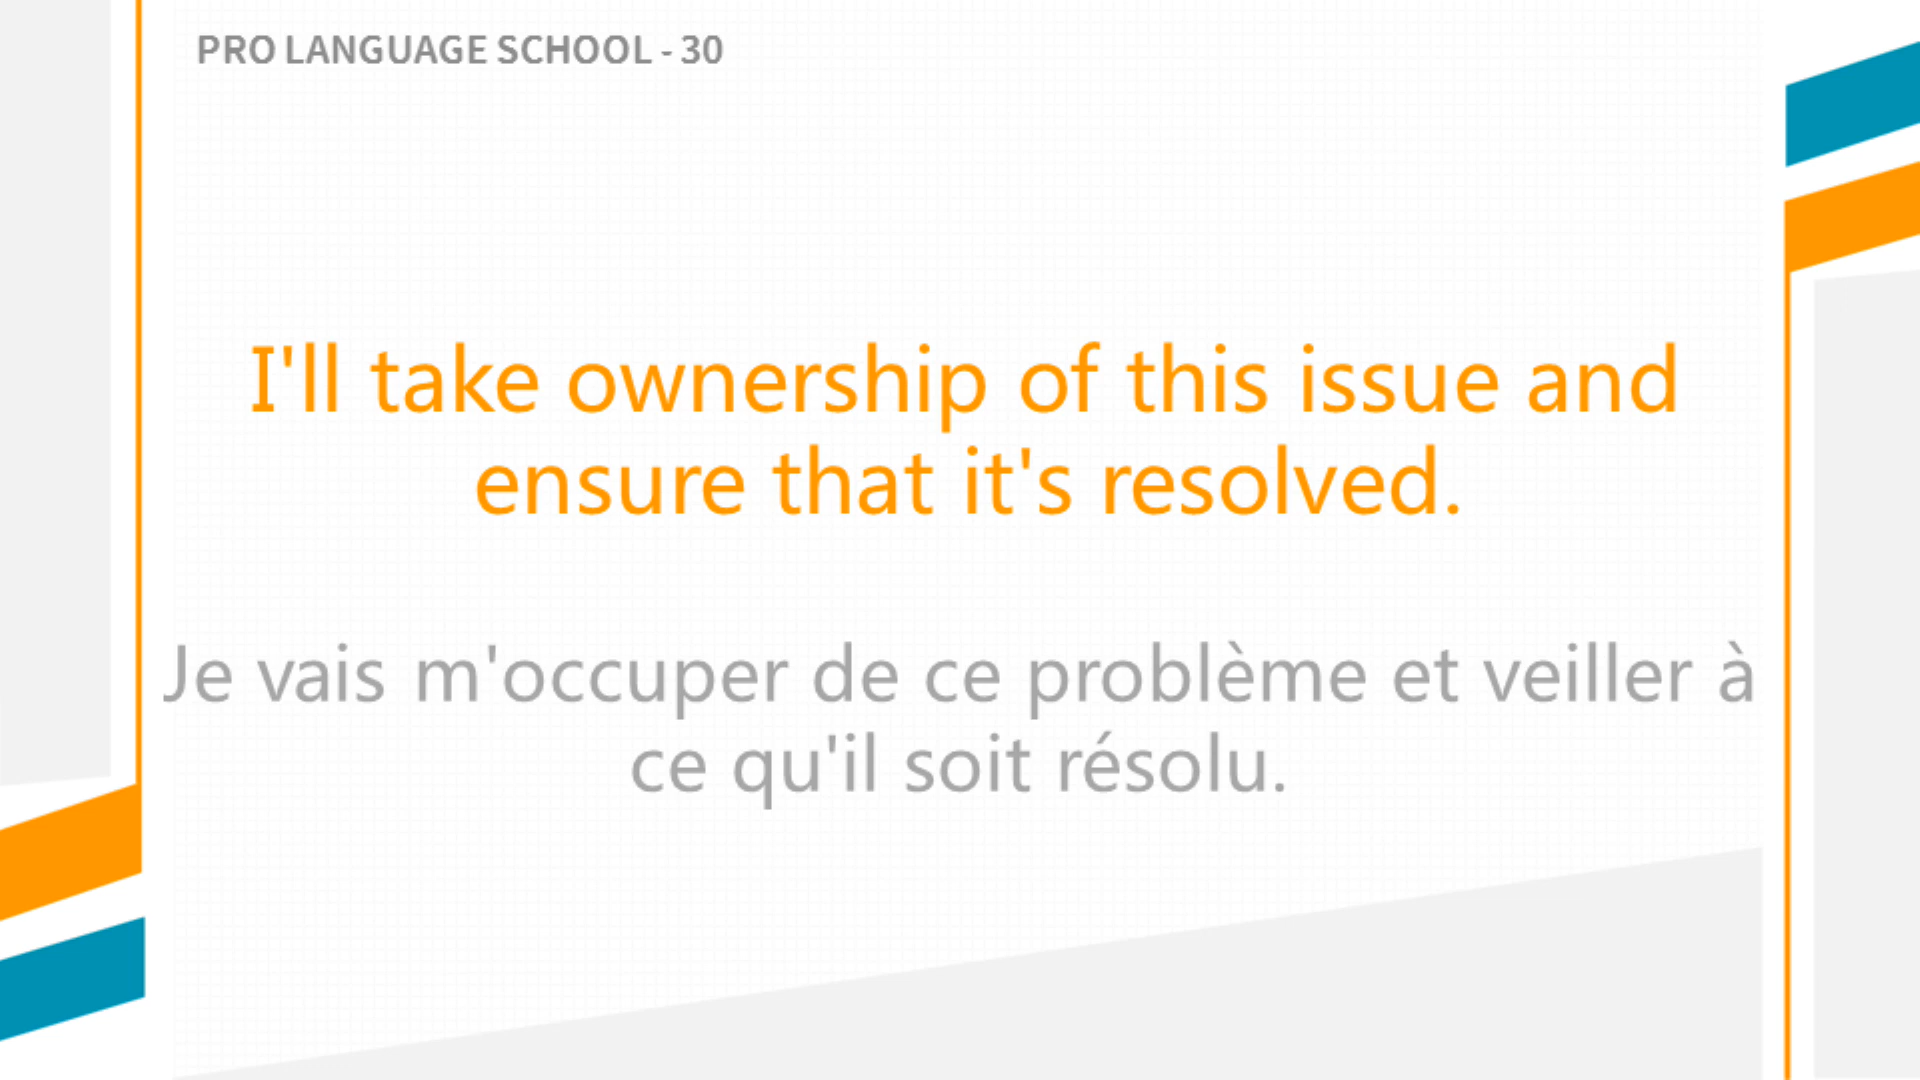 PRO LANGUAGE SCHOOL - 30
I'll take ownership of this issue and
ensure that it's resolved.
Je vais m'occuper de ce problème et veiller à
ce qu'il soit résolu.